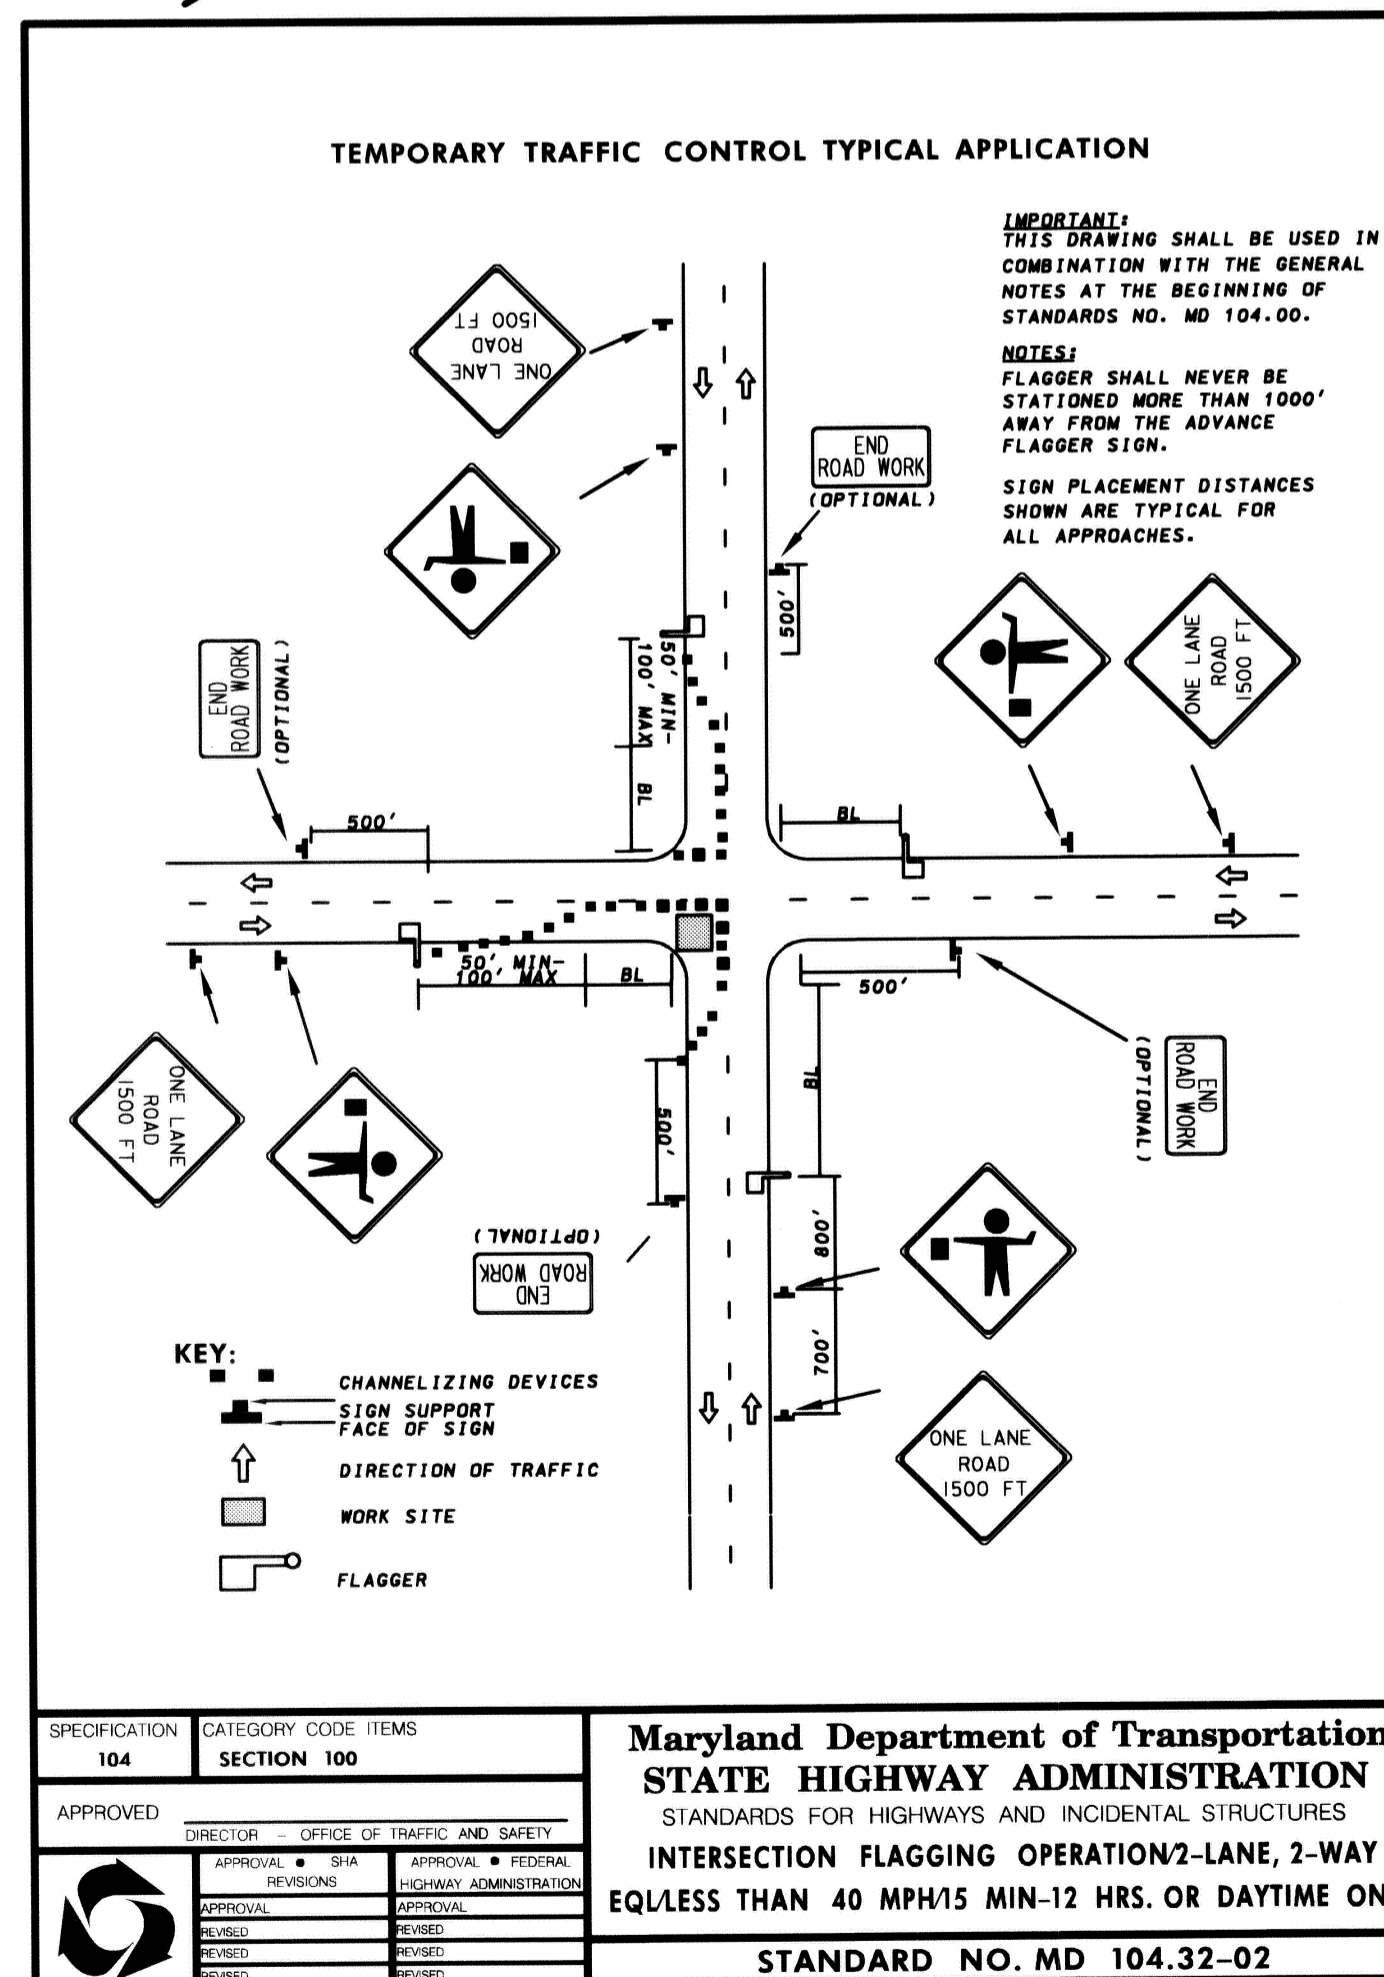 TEMPORARY TRAFFIC CONTROL TYPICAL APPLICATION
IMPORTANT:
THIS DRAWING SHALL BE USED IN
COMBINATION WITH THE GENERAL
NOTES AT THE BEGINNING OF
STANDARDS NO. MD 104.00.
NOTES:
FLAGGER SHALL NEVER BE
STATIONED MORE THAN 1000'
AWAY FROM THE ADVANCE
FLAGGER SIGN.
SIGN PLACEMENT DISTANCES
SHOWN ARE TYPICAL FOR
ALL APPROACHES.
ONE LANE
ROAD
1500 FT
END
ROAD WORK
(OPTIONAL)
500'
50' MIN-
100' MAX
BL
END
ROAD WORK
(OPTIONAL)
500'
ONE LANE
ROAD
1500 FT
BL
50' MIN-
100' MAX
BL
500'
BL
END
ROAD WORK
(OPTIONAL)
ONE LANE
ROAD
1500 FT
500'
(OPTIONAL)
END
ROAD WORK
800'
700'
ONE LANE
ROAD
1500 FT
KEY:
CHANNELIZING DEVICES
SIGN SUPPORT
FACE OF SIGN
DIRECTION OF TRAFFIC
WORK SITE
FLAGGER
SPECIFICATION
104
CATEGORY CODE ITEMS
SECTION 100
APPROVED
DIRECTOR - OFFICE OF TRAFFIC AND SAFETY
APPROVAL ● SHA
REVISIONS
APPROVAL ● FEDERAL
HIGHWAY ADMINISTRATION
APPROVAL
APPROVAL
REVISED
REVISED
REVISED
REVISED
REVISED
REVISED
Maryland Department of Transportation
STATE HIGHWAY ADMINISTRATION
STANDARDS FOR HIGHWAYS AND INCIDENTAL STRUCTURES
INTERSECTION FLAGGING OPERATION/2-LANE, 2-WAY
EQL/LESS THAN 40 MPH/15 MIN-12 HRS. OR DAYTIME ON
STANDARD NO. MD 104.32-02